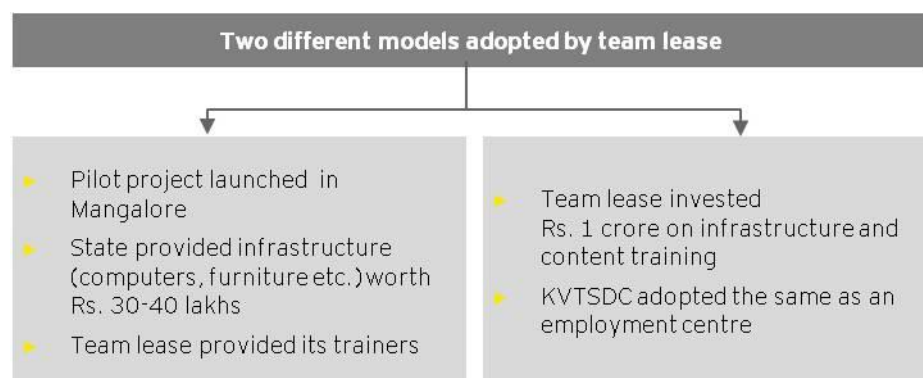 Two different models adopted by team lease
Pilot project launched in
Mangalore
State provided infrastructure
(computers, furniture etc.) worth
Rs. 30-40 lakhs
Team lease provided its trainers
Team lease invested
Rs. 1 crore on infrastructure and
content training
KVTSDC adopted the same as an
employment centre